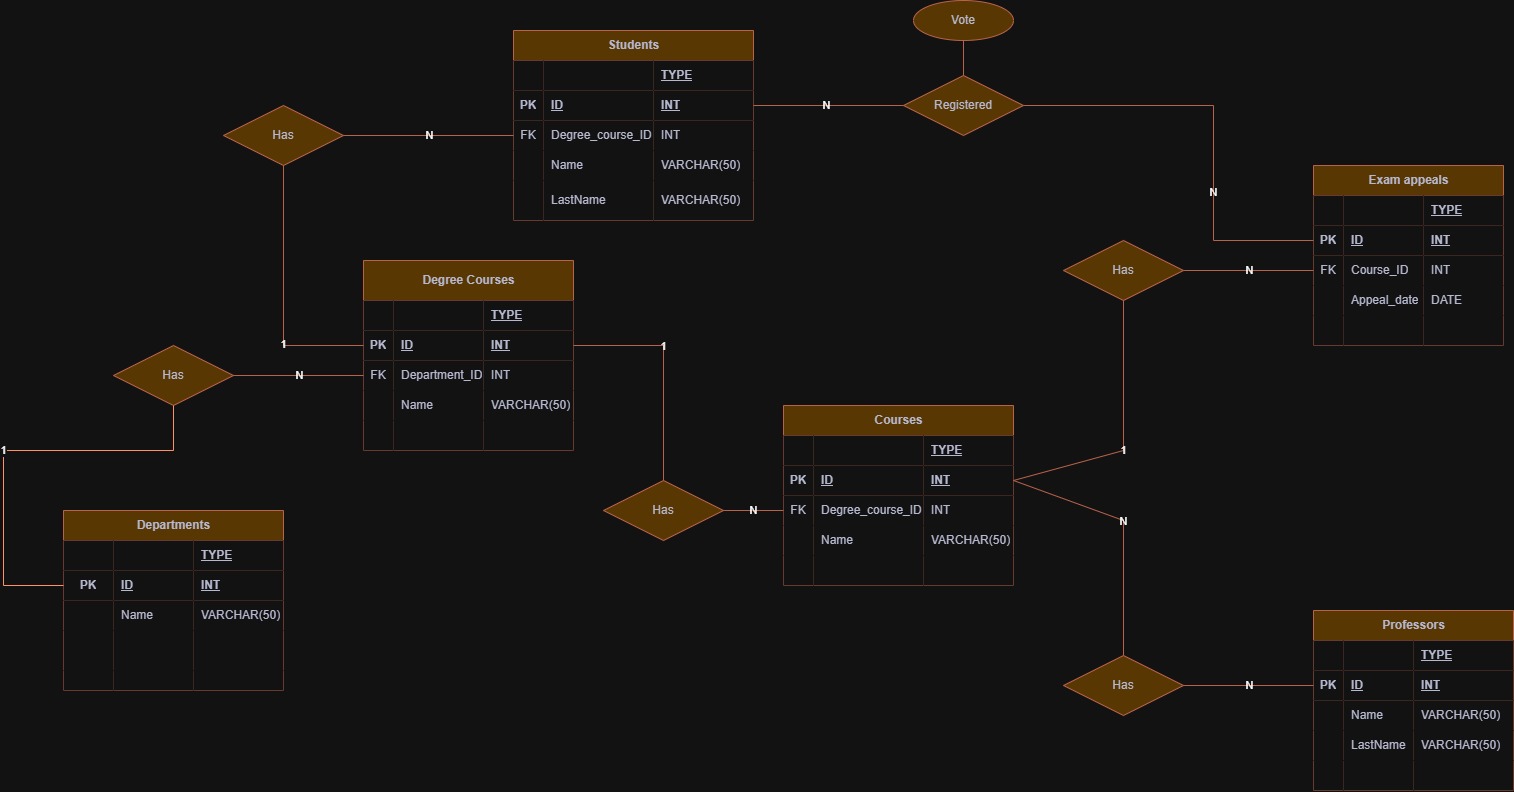 Vote
Registered
N
N
Students
TYPE
PK ID INT
FK Degree_course_ID INT
Name VARCHAR(50)
LastName VARCHAR(50)
Has
N
1
Exam appeals
TYPE
PK ID INT
FK Course_ID INT
Appeal_date DATE
Has
N
1
Degree Courses
TYPE
PK ID INT
FK Department_ID INT
Name VARCHAR(50)
Has
N
1
1
Has
N
Courses
TYPE
PK ID INT
FK Degree_course_ID INT
Name VARCHAR(50)
Departments
TYPE
PK ID INT
Name VARCHAR(50)
N
Has
N
Professors
TYPE
PK ID INT
Name VARCHAR(50)
LastName VARCHAR(50)